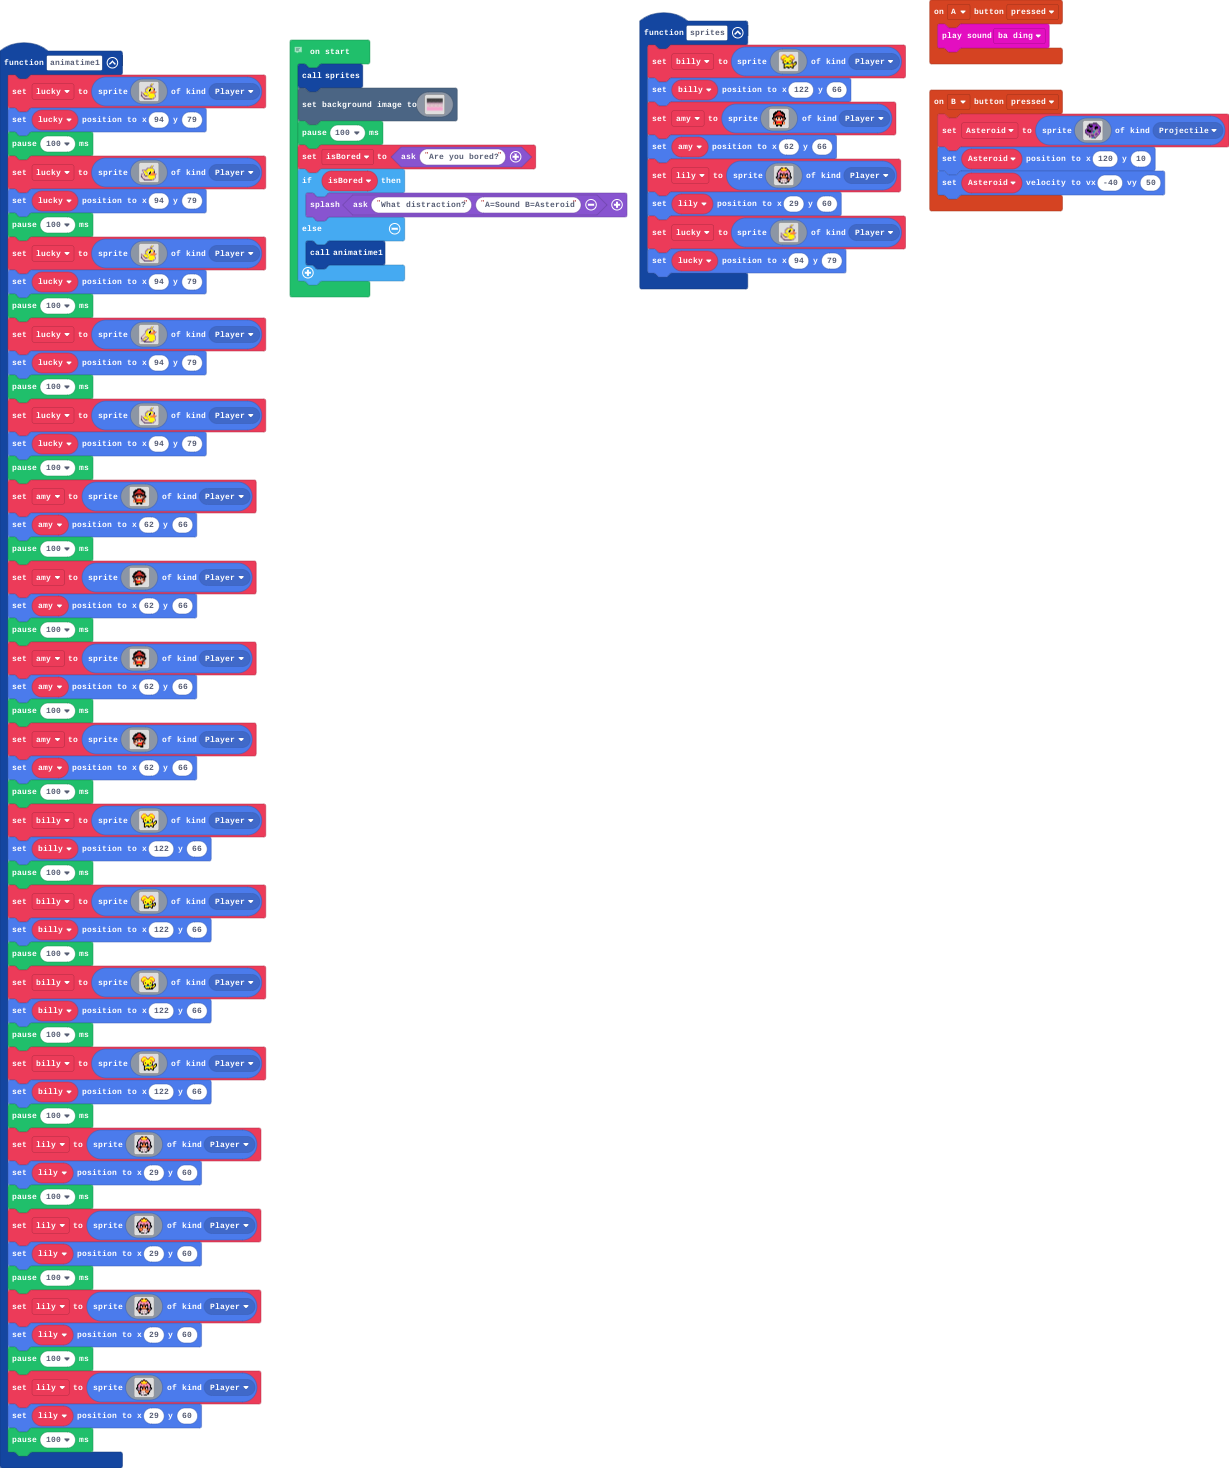 function animatime1
set lucky to sprite of kind Player
set lucky position to x 94 y 79
pause 100 ms
set lucky to sprite of kind Player
set lucky position to x 94 y 79
pause 100 ms
set lucky to sprite of kind Player
set lucky position to x 94 y 79
pause 100 ms
set lucky to sprite of kind Player
set lucky position to x 94 y 79
pause 100 ms
set lucky to sprite of kind Player
set lucky position to x 94 y 79
pause 100 ms
set amy to sprite of kind Player
set amy position to x 62 y 66
pause 100 ms
set amy to sprite of kind Player
set amy position to x 62 y 66
pause 100 ms
set amy to sprite of kind Player
set amy position to x 62 y 66
pause 100 ms
set amy to sprite of kind Player
set amy position to x 62 y 66
pause 100 ms
set billy to sprite of kind Player
set billy position to x 122 y 66
pause 100 ms
set billy to sprite of kind Player
set billy position to x 122 y 66
pause 100 ms
set billy to sprite of kind Player
set billy position to x 122 y 66
pause 100 ms
set billy to sprite of kind Player
set billy position to x 122 y 66
pause 100 ms
set lily to sprite of kind Player
set lily position to x 29 y 60
pause 100 ms
set lily to sprite of kind Player
set lily position to x 29 y 60
pause 100 ms
set lily to sprite of kind Player
set lily position to x 29 y 60
pause 100 ms
set lily to sprite of kind Player
set lily position to x 29 y 60
pause 100 ms
on start
call sprites
set background image to
pause 100 ms
set isBored to ask "Are you bored?"
if isBored then
splash ask "What distraction?" "A=Sound B=Asteroid"
else
call animatime1
function sprites
set billy to sprite of kind Player
set billy position to x 122 y 66
set amy to sprite of kind Player
set amy position to x 62 y 66
set lily to sprite of kind Player
set lily position to x 29 y 60
set lucky to sprite of kind Player
set lucky position to x 94 y 79
on A button pressed
play sound ba ding
on B button pressed
set Asteroid to sprite of kind Projectile
set Asteroid position to x 120 y 10
set Asteroid velocity to vx -40 vy 50